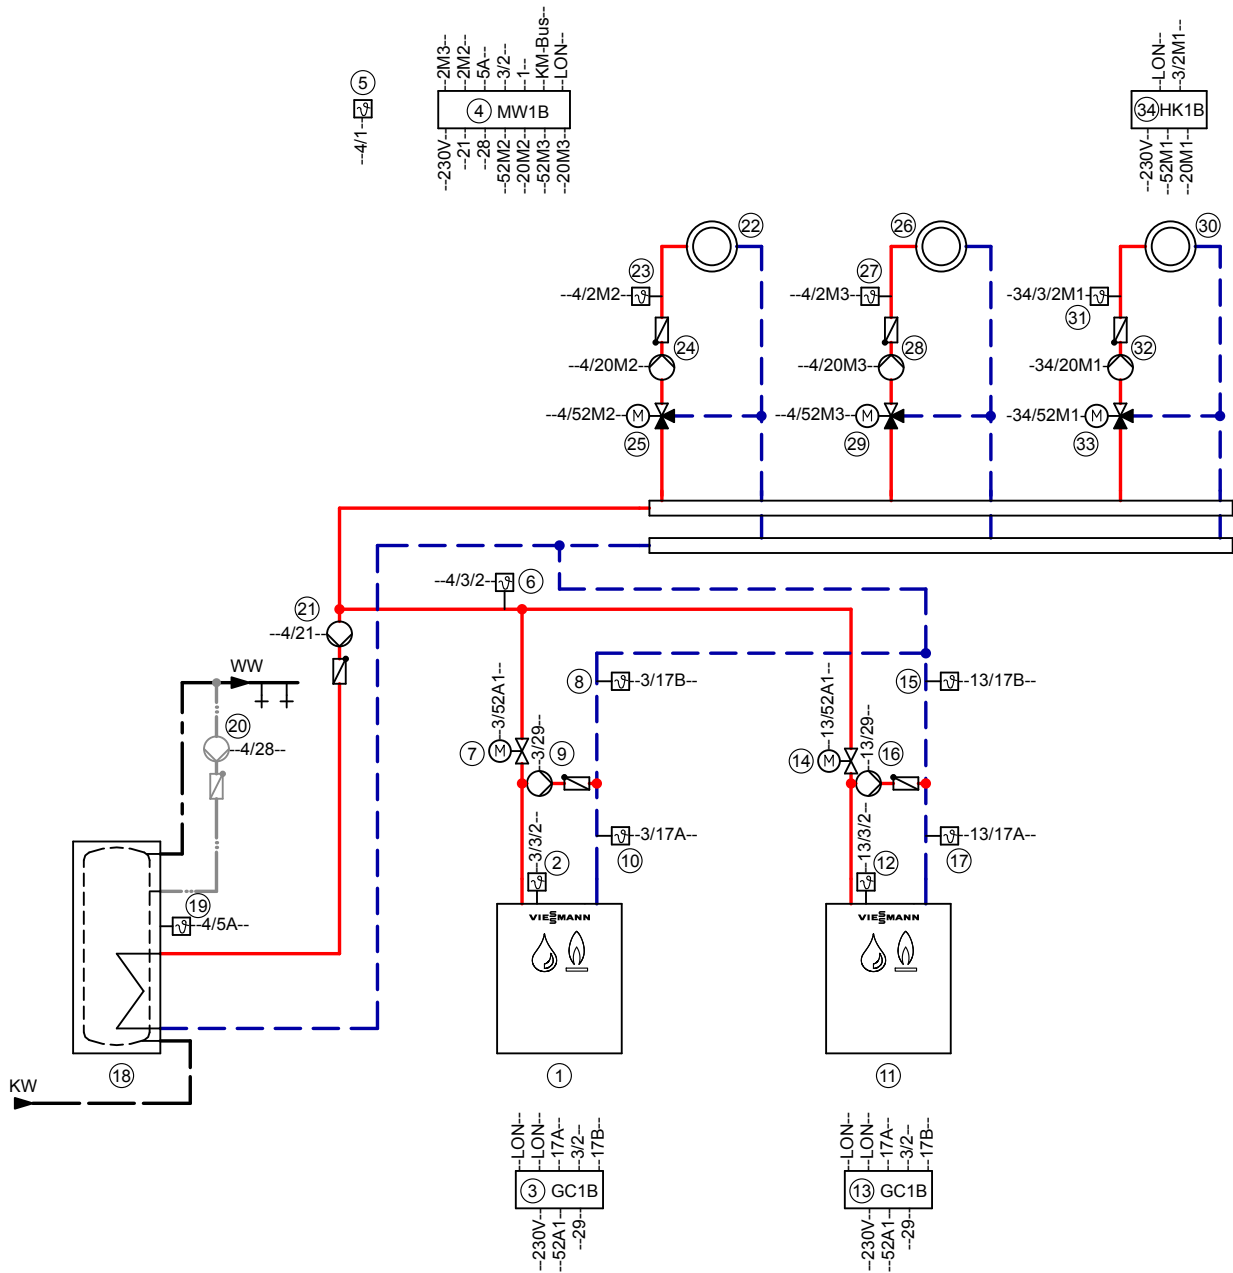 5
--4/1--
--2M3--
--2M2--
--5A--
--3/2--
--1--
--KM-Bus--
--LON--
4 MW1B
--230V--
--21--
--28--
--52M2--
--20M2--
--52M3--
--20M3--
--LON--
--3/2M1--
34 HK1B
--230V--
--52M1--
--20M1--
22
26
30
23
27
--4/2M2--
--4/2M3--
-34/3/2M1-
31
24
28
32
--4/20M2--
--4/20M3--
-34/20M1-
--4/52M2-- M
--4/52M3-- M
-34/52M1- M
25
29
33
--4/3/2-- 6
21
--4/21--
WW
8 --3/17B--
15 --13/17B--
--3/52A1--
--13/52A1--
20
--4/28--
--3/29--
--13/29--
7 M
9
14 M
16
--3/3/2--
--13/3/2--
--3/17A--
--13/17A--
2
10
12
17
19
--4/5A--
VIESSMANN
VIESSMANN
18
1
11
KW
--LON--
--LON--
--17A--
--3/2--
--17B--
3 GC1B
--230V--
--52A1--
--29--
--LON--
--LON--
--17A--
--3/2--
--17B--
13 GC1B
--230V--
--52A1--
--29--